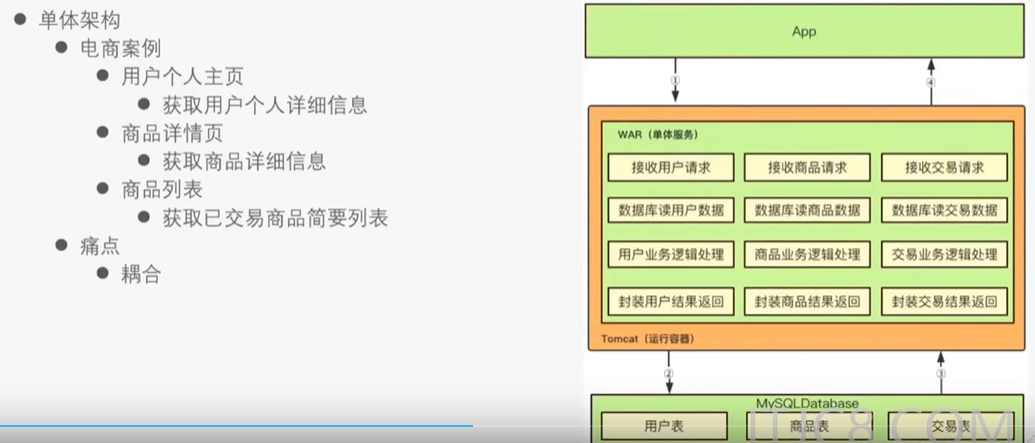 单体架构
电商案例
用户个人主页
获取用户个人详细信息
商品详情页
获取商品详细信息
商品列表
获取已交易商品简要列表
痛点
耦合
App
① ④
WAR（单体服务）
接收用户请求 接收商品请求 接收交易请求
数据库读用户数据 数据库读商品数据 数据库读交易数据
用户业务逻辑处理 商品业务逻辑处理 交易业务逻辑处理
封装用户结果返回 封装商品结果返回 封装交易结果返回
Tomcat（运行容器）
② ③
MySQLDatabase
用户表 商品表 交易表
ITJC8.COM